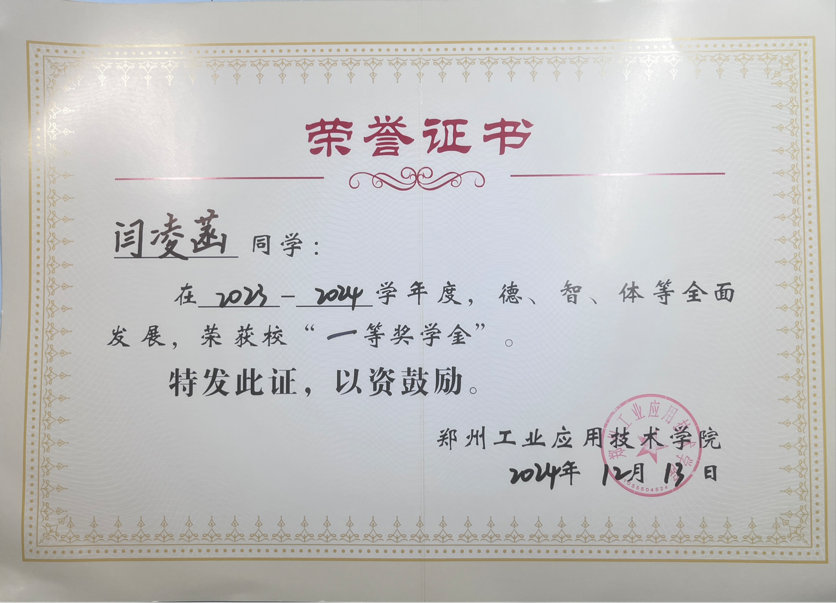 荣誉证书
闫凌菡 同学：
在 2023-2024 学年度，德、智、体等全面
发展，荣获校“一等奖学金”。
特发此证，以资鼓励。
郑州工业应用技术学院
2024年 12月 13日